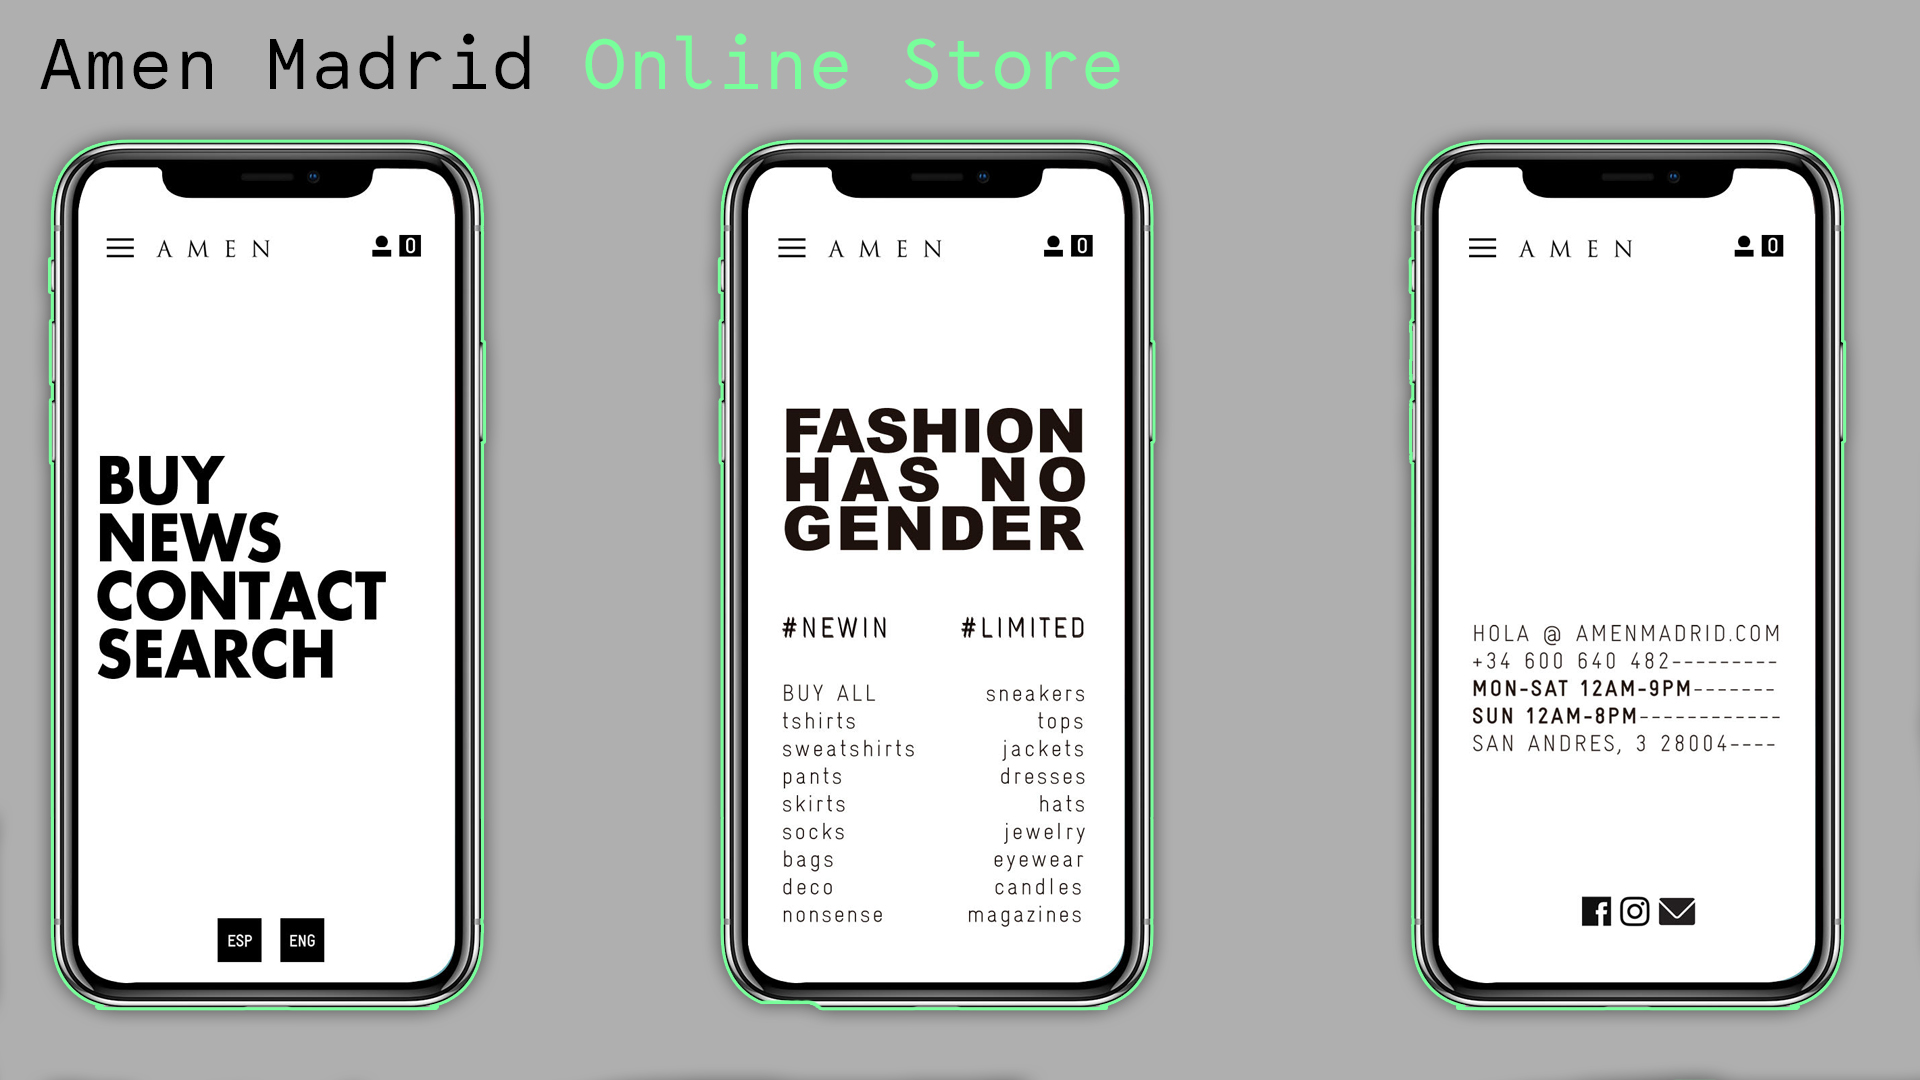 Amen Madrid Online Store
AMEN 0
BUY
NEWS
CONTACT
SEARCH
ESP ENG
AMEN 0
FASHION
HAS NO
GENDER
#NEWIN #LIMITED
BUY ALL sneakers
tshirts tops
sweatshirts jackets
pants dresses
skirts hats
socks jewelry
bags eyewear
deco candles
nonsense magazines
AMEN 0
HOLA @ AMENMADRID.COM
+34 600 640 482---------
MON-SAT 12AM-9PM-------
SUN 12AM-8PM------------
SAN ANDRES, 3 28004----